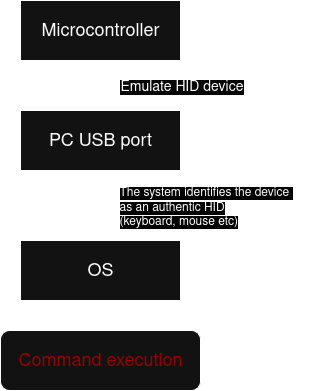 Microcontroller
Emulate HID device
PC USB port
The system identifies the device
as an authentic HID
(keyboard, mouse etc)
OS
Command execution